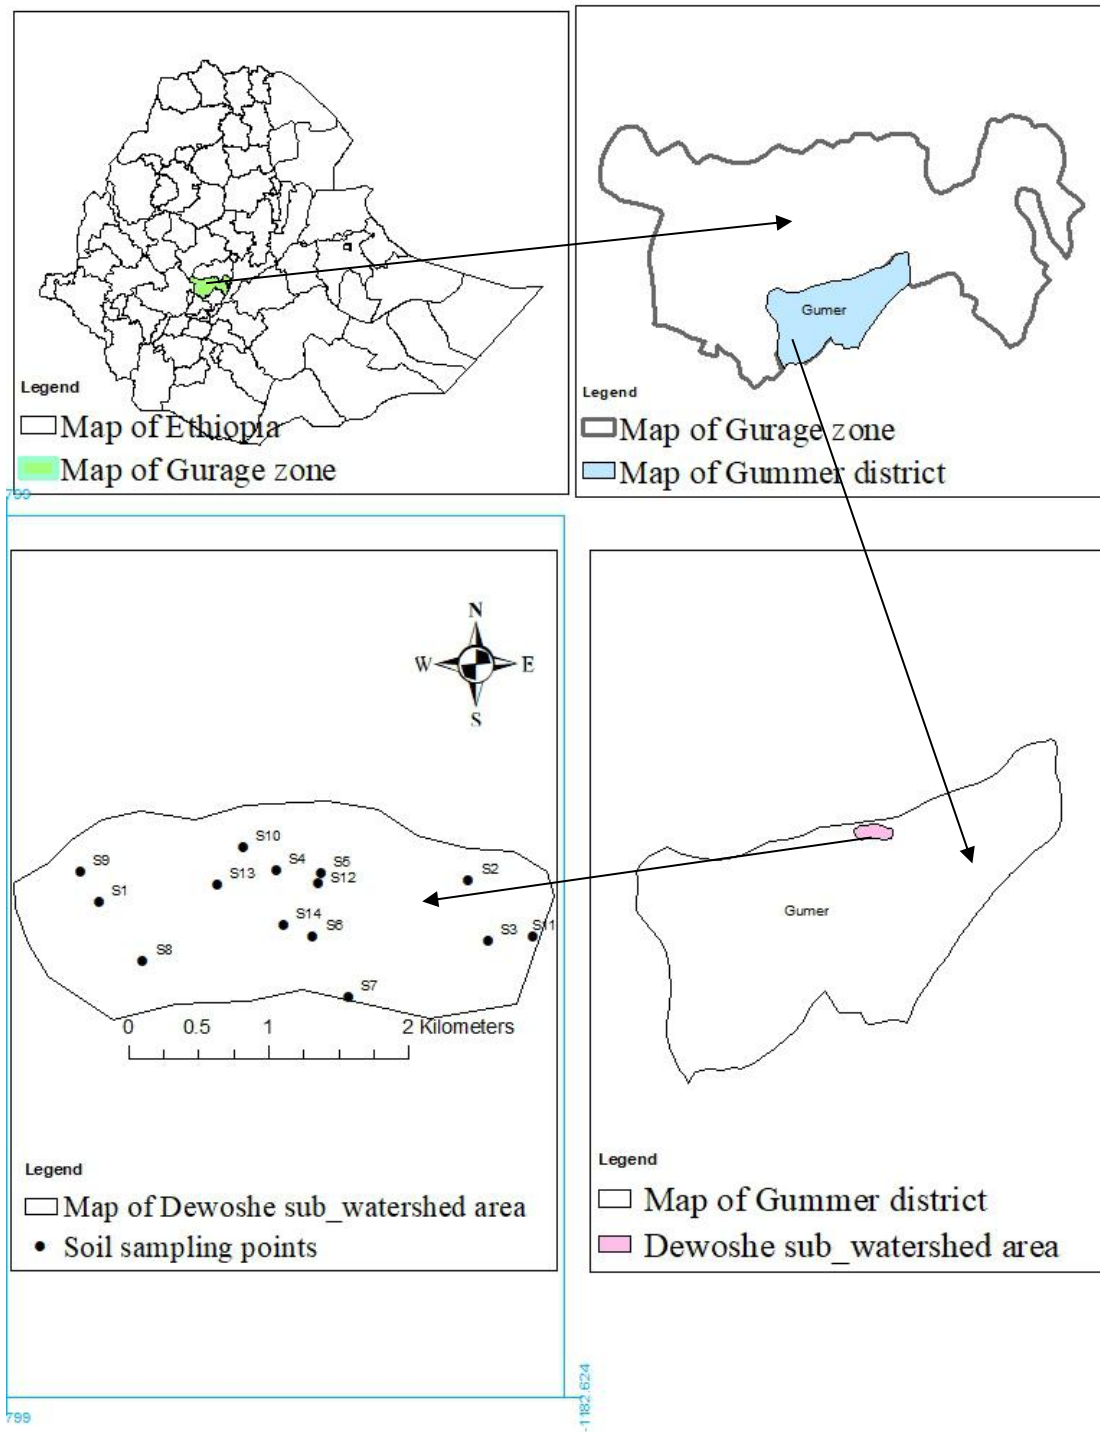 Legend
Map of Ethiopia
Map of Gurage zone
Gumer
Legend
Map of Gurage zone
Map of Gummer district
799
N
W E
S
S10
S9
S4
S5
S13
S12
S2
S1
S14
S6
S3
S11
S8
S7
0 0.5 1 2 Kilometers
Legend
Map of Dewoshe sub_watershed area
Soil sampling points
Gumer
Legend
Map of Gummer district
Dewoshe sub_watershed area
799
-1182.624